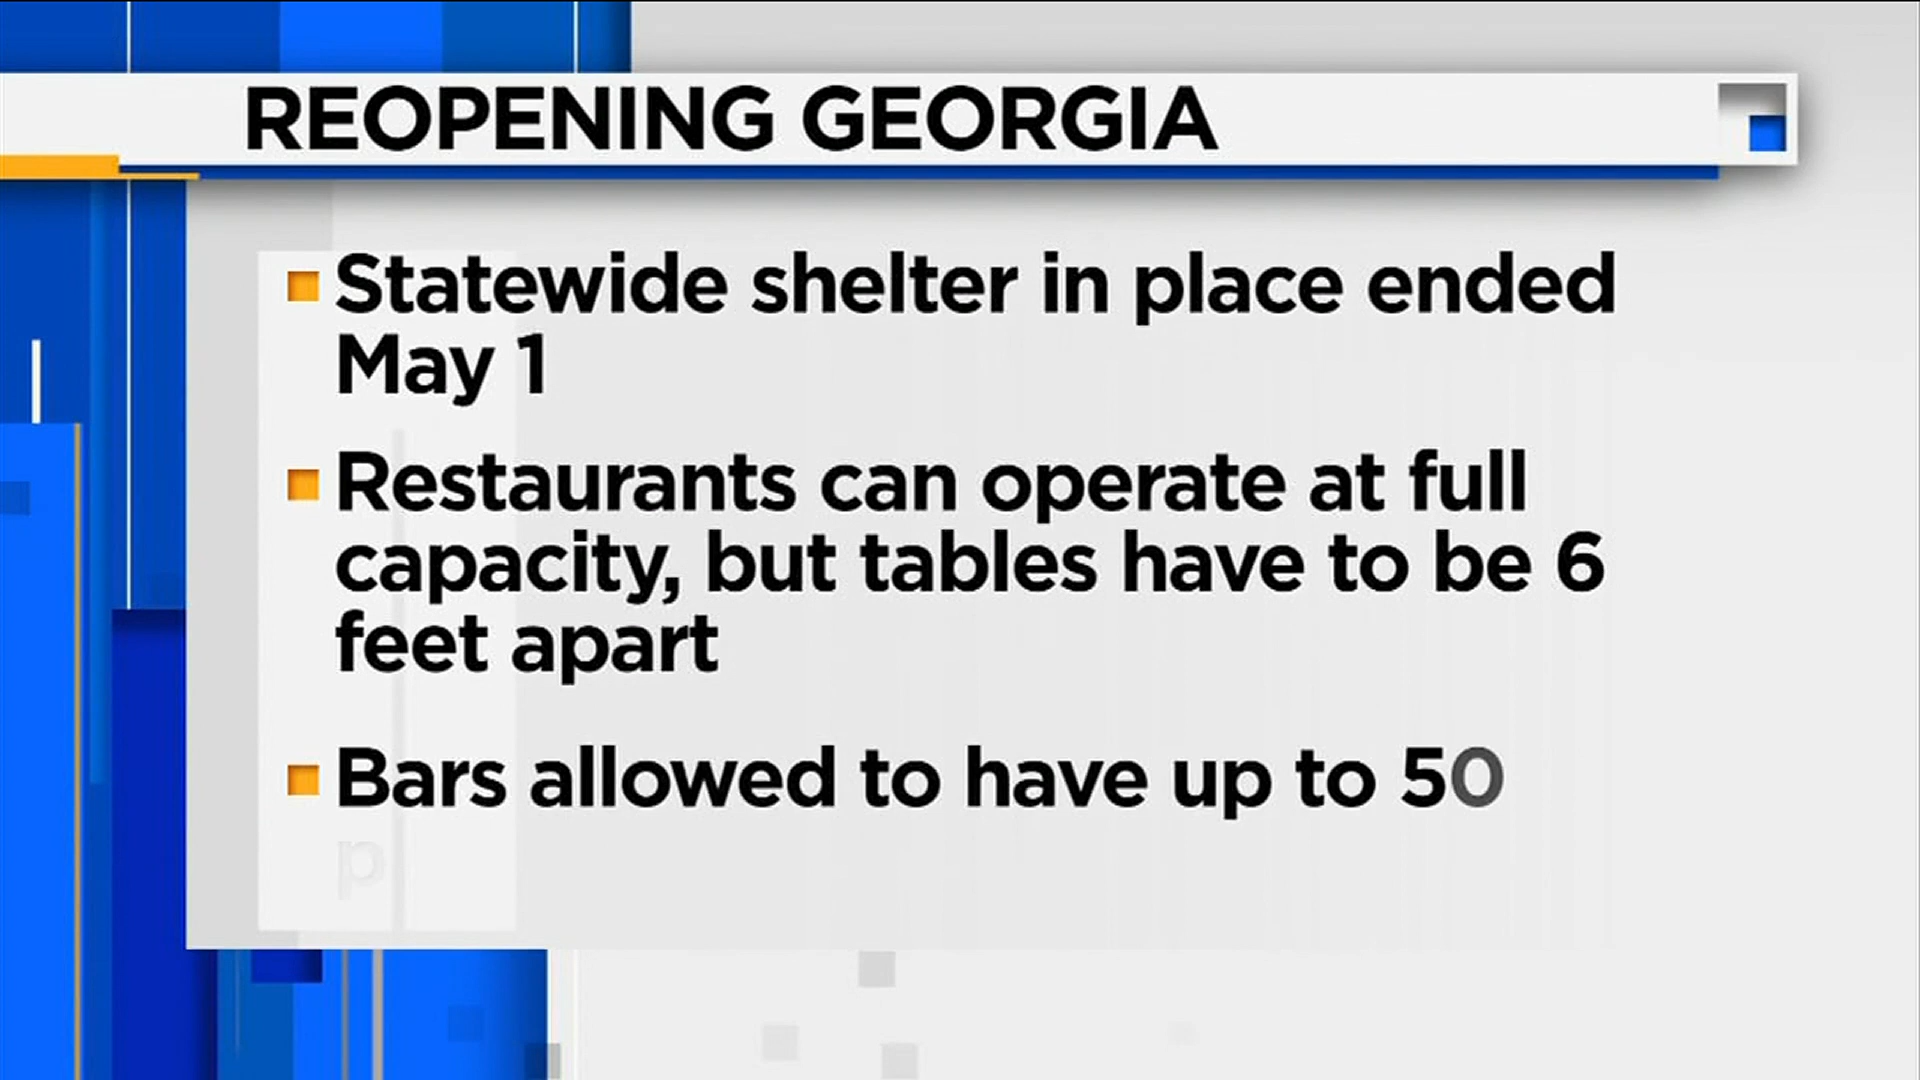 REOPENING GEORGIA
Statewide shelter in place ended
May 1
Restaurants can operate at full
capacity, but tables have to be 6
feet apart
Bars allowed to have up to 50
p